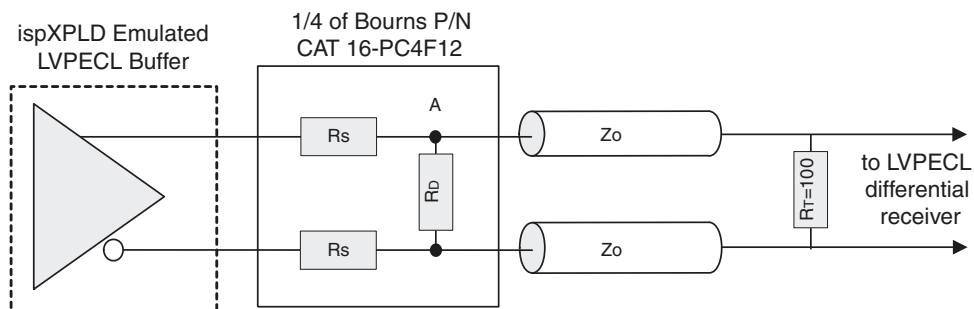 ispXPLD Emulated
LVPECL Buffer
1/4 of Bourns P/N
CAT 16-PC4F12
A
Rs
RD
Rs
Zo
Zo
RT=100
to LVPECL
differential
receiver